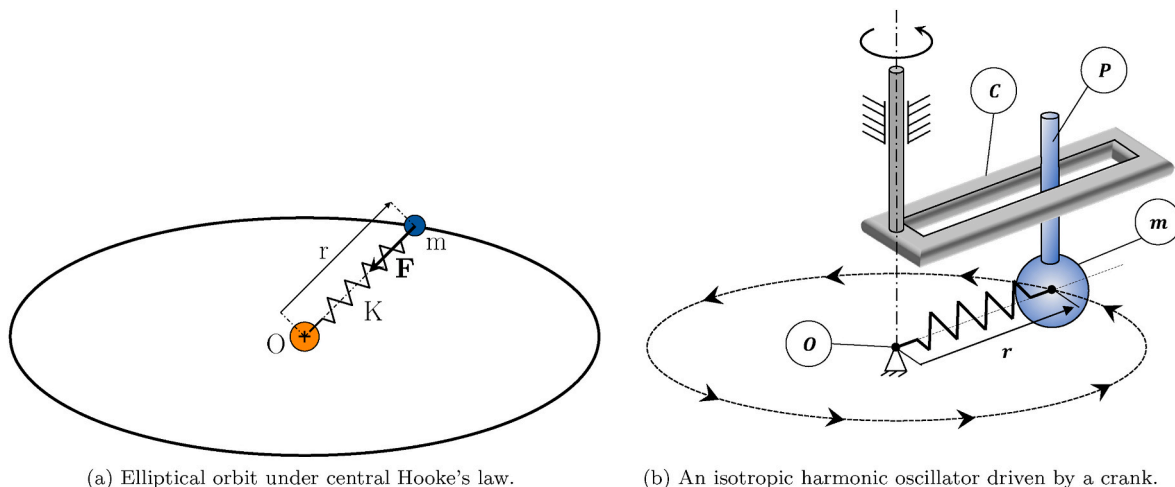 r
m
F
K
O
C
P
m
O
r
(a) Elliptical orbit under central Hooke's law.
(b) An isotropic harmonic oscillator driven by a crank.